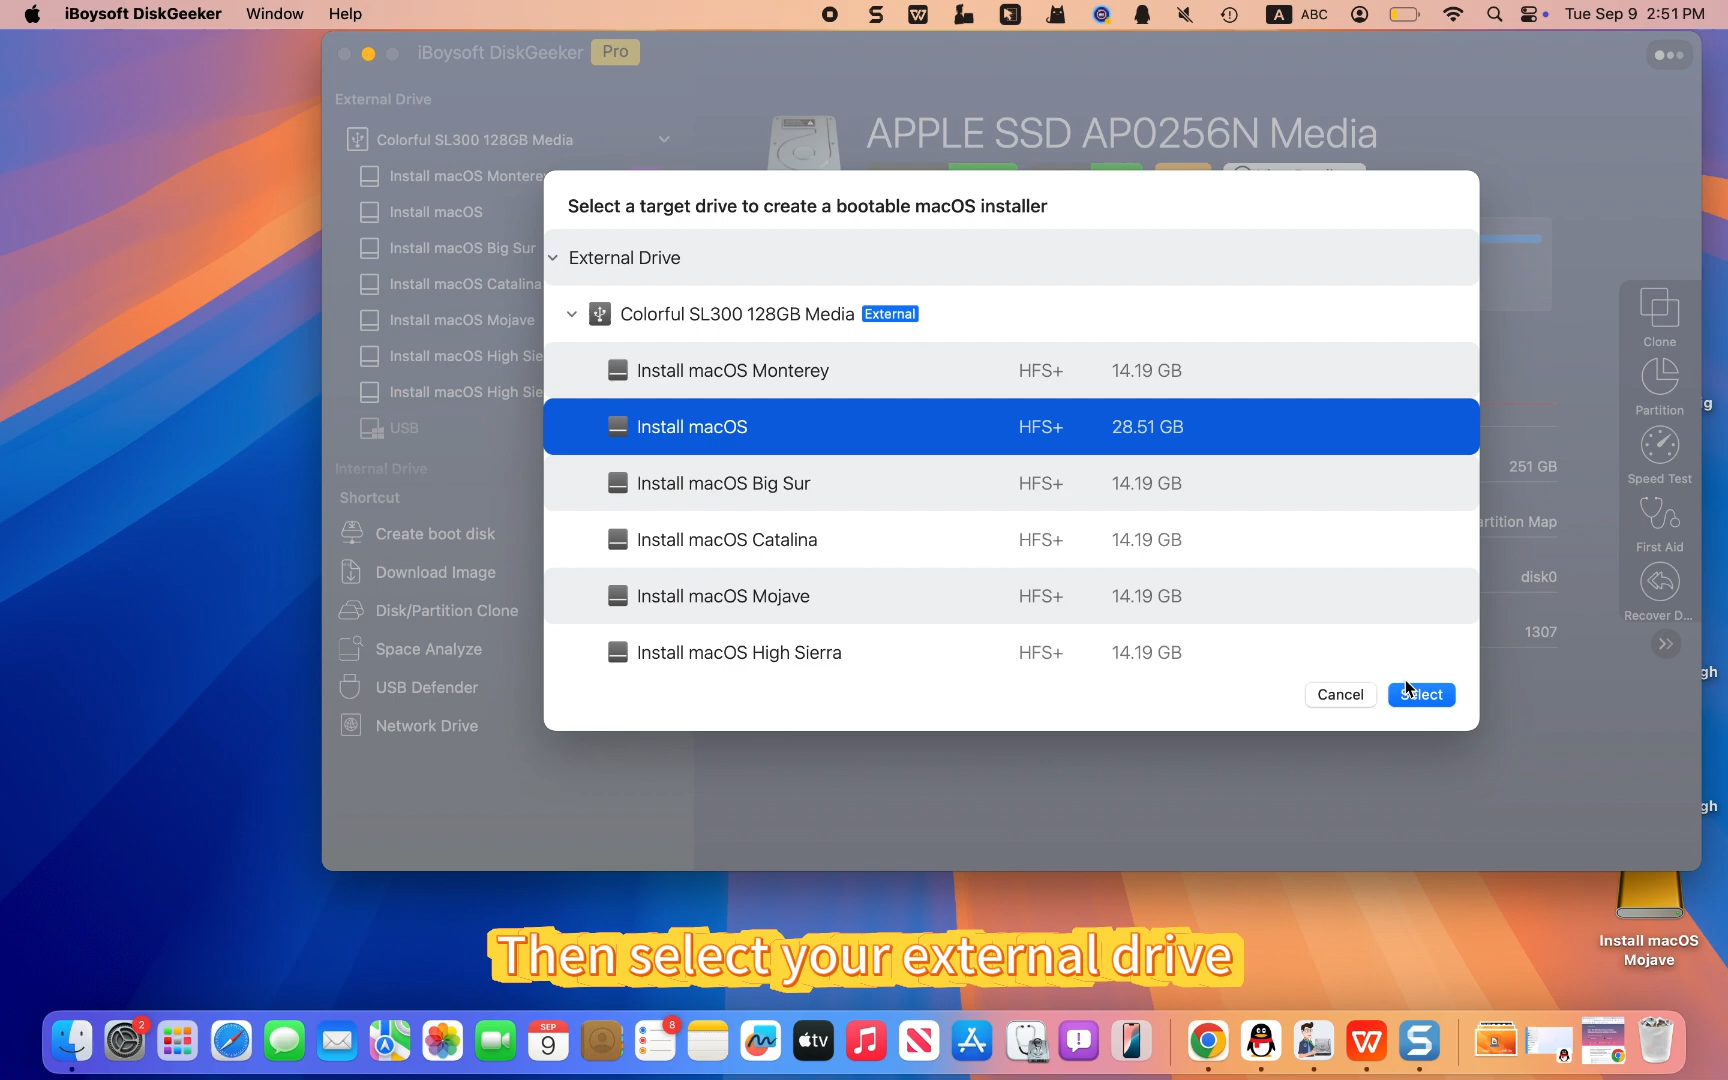 iBoysoft DiskGeeker Window Help
A ABC Tue Sep 9 2:51 PM
iBoysoft DiskGeeker Pro
External Drive
Colorful SL300 128GB Media
Install macOS
Install macOS Big Sur
Install macOS Catalina
Install macOS Mojave
Install macOS High
Install macOS High
USB
Internal Drive
Shortcut
Create boot disk
Download Image
Disk/Partition Clone
Space Analyze
USB Defender
Network Drive
APPLE SSD AP0256N Media
Select a target drive to create a bootable macOS installer
External Drive
Colorful SL300 128GB Media External
Install macOS Monterey HFS+ 14.19 GB
Install macOS HFS+ 28.51 GB
Install macOS Big Sur HFS+ 14.19 GB
Install macOS Catalina HFS+ 14.19 GB
Install macOS Mojave HFS+ 14.19 GB
Install macOS High Sierra HFS+ 14.19 GB
Cancel Select
251 GB
Map
disk0
1307
Clone
Partition
Speed Test
First Aid
Recover D...
Install macOS
Mojave
Then select your external drive
2
SEP
9
8
tv